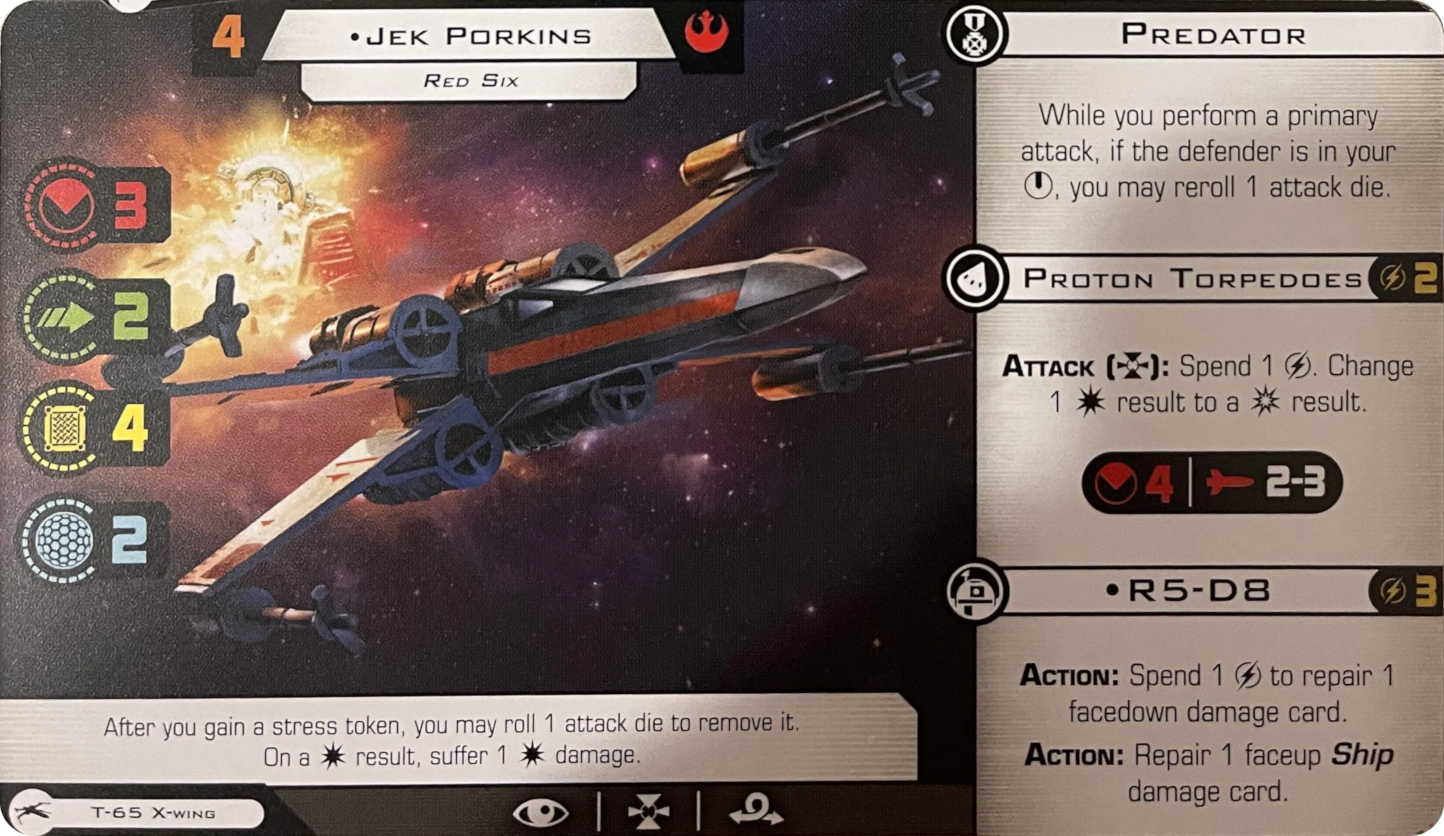 4
•Jek Porkins
Red Six
3
2
4
2
After you gain a stress token, you may roll 1 attack die to remove it.
On a result, suffer 1 damage.
T-65 X-wing
Predator
While you perform a primary
attack, if the defender is in your
, you may reroll 1 attack die.
Proton Torpedoes 2
Attack ( ): Spend 1 . Change
1 result to a result.
4 | 2-3
•R5-D8 3
Action: Spend 1 to repair 1
facedown damage card.
Action: Repair 1 faceup Ship
damage card.